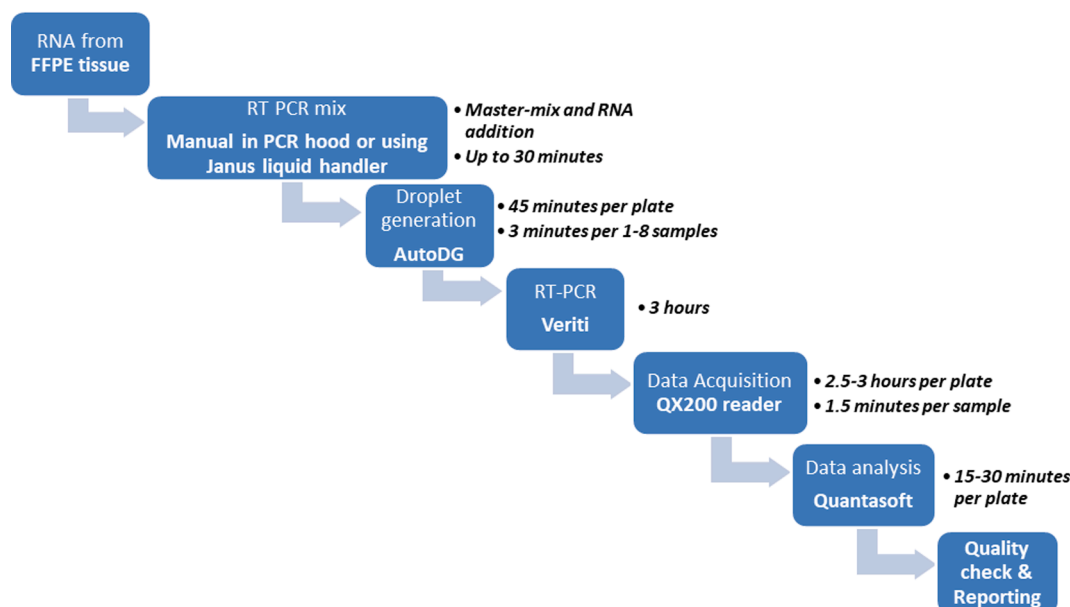 RNA from
FFPE tissue
RT PCR mix
Manual in PCR hood or using
Janus liquid handler
• Master-mix and RNA
addition
• Up to 30 minutes
Droplet
generation
AutoDG
• 45 minutes per plate
• 3 minutes per 1-8 samples
RT-PCR
Veriti
• 3 hours
Data Acquisition
QX200 reader
• 2.5-3 hours per plate
• 1.5 minutes per sample
Data analysis
Quantasoft
• 15-30 minutes
per plate
Quality
check &
Reporting